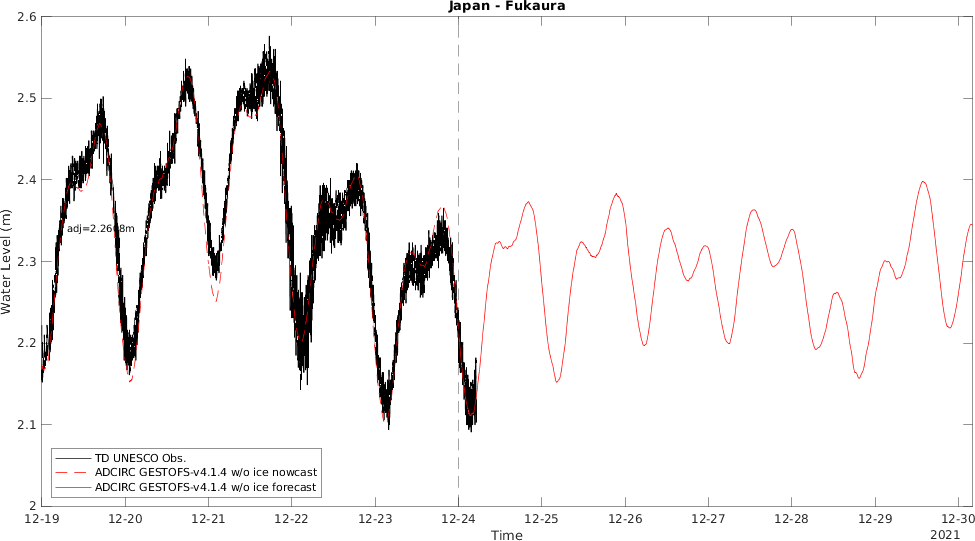 Japan - Fukaura
2.6
2.5
2.4
2.3
2.2
2.1
2
Water Level (m)
adj=2.2668m
TD UNESCO Obs.
ADCIRC GESTOFS-v4.1.4 w/o ice nowcast
ADCIRC GESTOFS-v4.1.4 w/o ice forecast
12-19 12-20 12-21 12-22 12-23 12-24 12-25 12-26 12-27 12-28 12-29 12-30
Time
2021